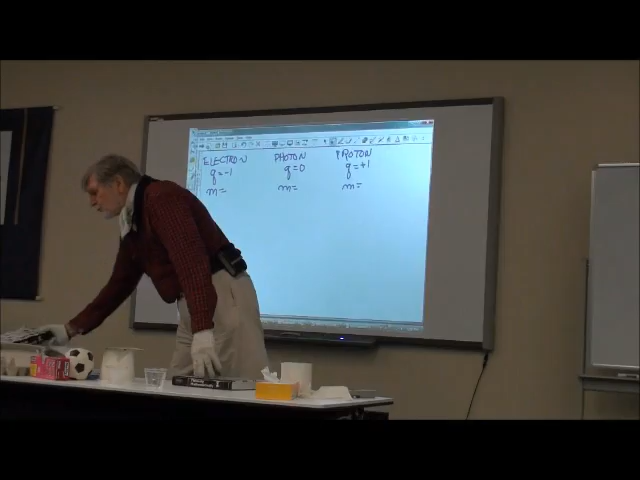 ELECTRON PHOTON PROTON
q=-1 q=0 q=+1
m= m= m=